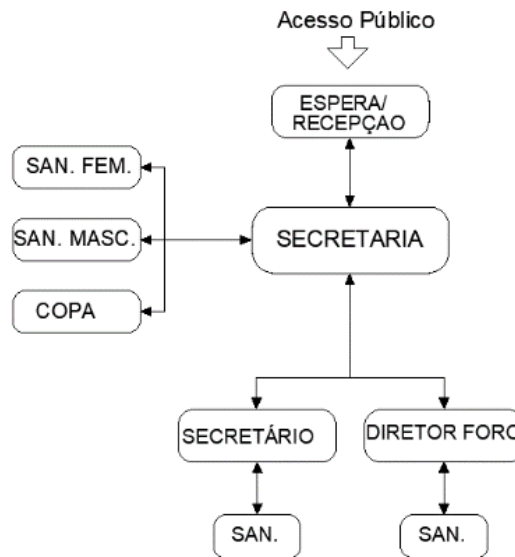 Acesso Público
ESPERA/
RECEPÇAO
SAN. FEM.
SAN. MASC.
SECRETARIA
COPA
SECRETÁRIO
DIRETOR FORO
SAN.
SAN.